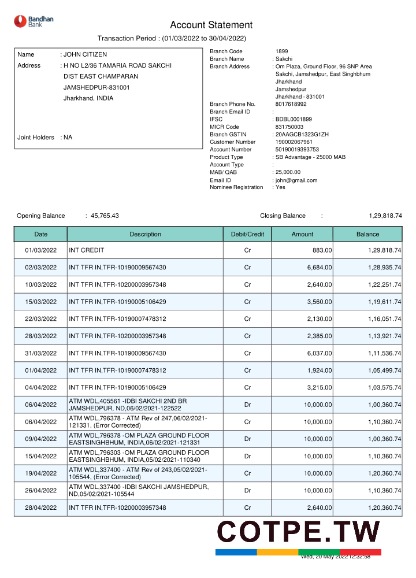 Bandhan
Bank
Account Statement
Transaction Period : (01/03/2022 to 30/04/2022)
Name : JOHN CITIZEN
Address : H NO L2/96 TAMARIA ROAD SAKCHI
DIST EAST CHAMPARAN
JAMSHEDPUR-831001
Jharkhand, INDIA
Joint Holders : NA
Branch Code 1899
Branch Name Sakchi
Branch Address Om Plaza, Ground Floor, 96 SNP Area
Sakchi, Jamshedpur, East Singhbhum
Jharkhand
Jamshedpur
Jharkhand - 831001
Branch Phone No. 8017618992
Branch Email ID
IFSC BDBL0001899
MICR Code 831750003
Branch GSTIN 20AAGCB1323G1ZH
Customer Number 190002067561
Account Number 50190019393753
Product Type SB Advantage - 25000 MAB
Account Type
MAB/ QAB 25,000.00
Email ID john@gmail.com
Nominee Registration : Yes
Opening Balance : 45,765.43 Closing Balance : 1,29,818.74
Date Description Debit/Credit Amount Balance
01/03/2022 INT CREDIT Cr 883.00 1,29,818.74
02/03/2022 INT TFR IN,TFR-10190009567430 Cr 6,684.00 1,28,935.74
10/03/2022 INT TFR IN,TFR-10200003957348 Cr 2,640.00 1,22,251.74
15/03/2022 INT TFR IN,TFR-10190005106429 Cr 3,560.00 1,19,611.74
22/03/2022 INT TFR IN,TFR-10190007478312 Cr 2,130.00 1,16,051.74
28/03/2022 INT TFR IN,TFR-10200003957348 Cr 2,385.00 1,13,921.74
31/03/2022 INT TFR IN,TFR-10190009567430 Cr 6,037.00 1,11,536.74
01/04/2022 INT TFR IN,TFR-10190007478312 Cr 1,924.00 1,05,499.74
04/04/2022 INT TFR IN,TFR-10190005106429 Cr 3,215.00 1,03,575.74
06/04/2022 ATM WDL,405561 -IDBI SAKCHI 2ND BR Dr 10,000.00 1,00,360.74
JAMSHEDPUR, ND,06/02/2021-122522
08/04/2022 ATM WDL,796378 - ATM Rev of 247,06/02/2021- Cr 10,000.00 1,10,360.74
121331, (Error Corrected)
09/04/2022 ATM WDL,796378 -OM PLAZA GROUND FLOOR Dr 10,000.00 1,00,360.74
EASTSINGHBHUM, INDIA,06/02/2021-121331
15/04/2022 ATM WDL,796303 -OM PLAZA GROUND FLOOR Dr 10,000.00 1,10,360.74
EASTSINGHBHUM, INDIA,05/02/2021-110340
19/04/2022 ATM WDL,337400 - ATM Rev of 243,05/02/2021- Cr 10,000.00 1,20,360.74
105544, (Error Corrected)
26/04/2022 ATM WDL,337400 -IDBI SAKCHI JAMSHEDPUR, Dr 10,000.00 1,10,360.74
ND,05/02/2021-105544
28/04/2022 INT TFR IN,TFR-10200003957348 Cr 2,640.00 1,20,360.74
COTPE.TW